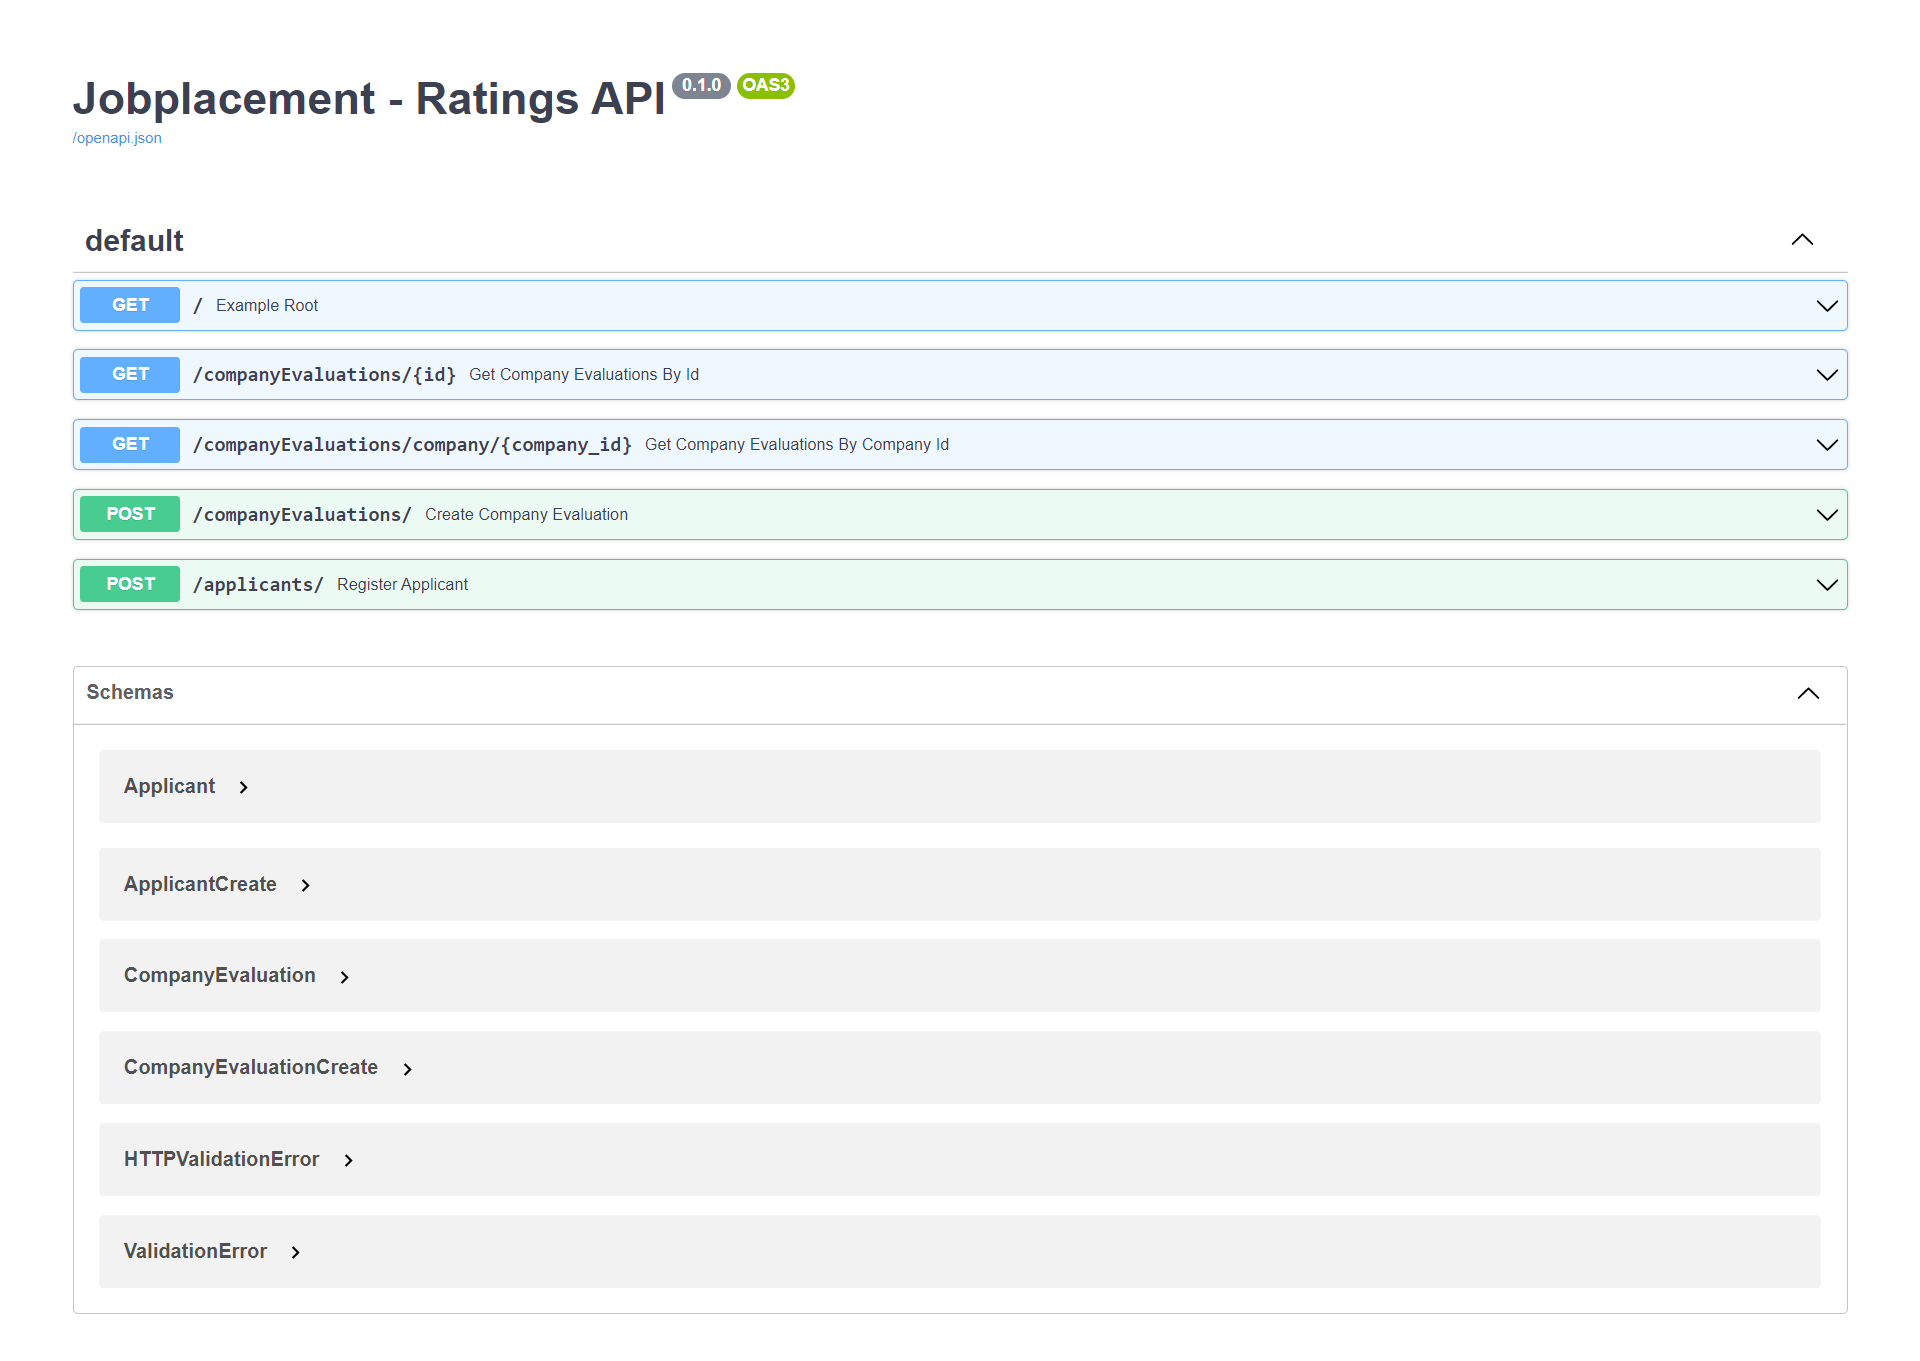 Jobplacement - Ratings API 0.1.0 OAS3
/openapi.json
default
GET / Example Root
GET /companyEvaluations/{id} Get Company Evaluations By Id
GET /companyEvaluations/company/{company_id} Get Company Evaluations By Company Id
POST /companyEvaluations/ Create Company Evaluation
POST /applicants/ Register Applicant
Schemas
Applicant
ApplicantCreate
CompanyEvaluation
CompanyEvaluationCreate
HTTPValidationError
ValidationError